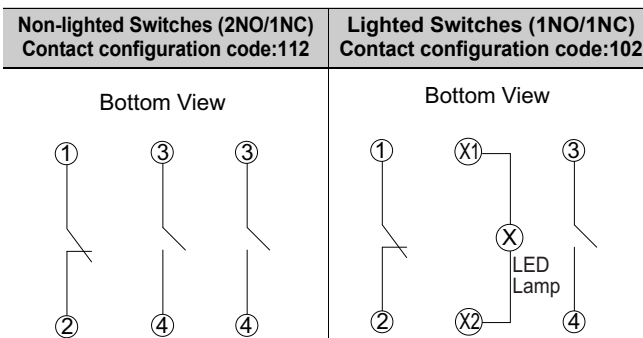 Non-lighted Switches (2NO/1NC)
Contact configuration code:112
Lighted Switches (1NO/1NC)
Contact configuration code:102
Bottom View
Bottom View
1 3 3
2 4 4
1 X1 3
X
LED
Lamp
2 X2 4